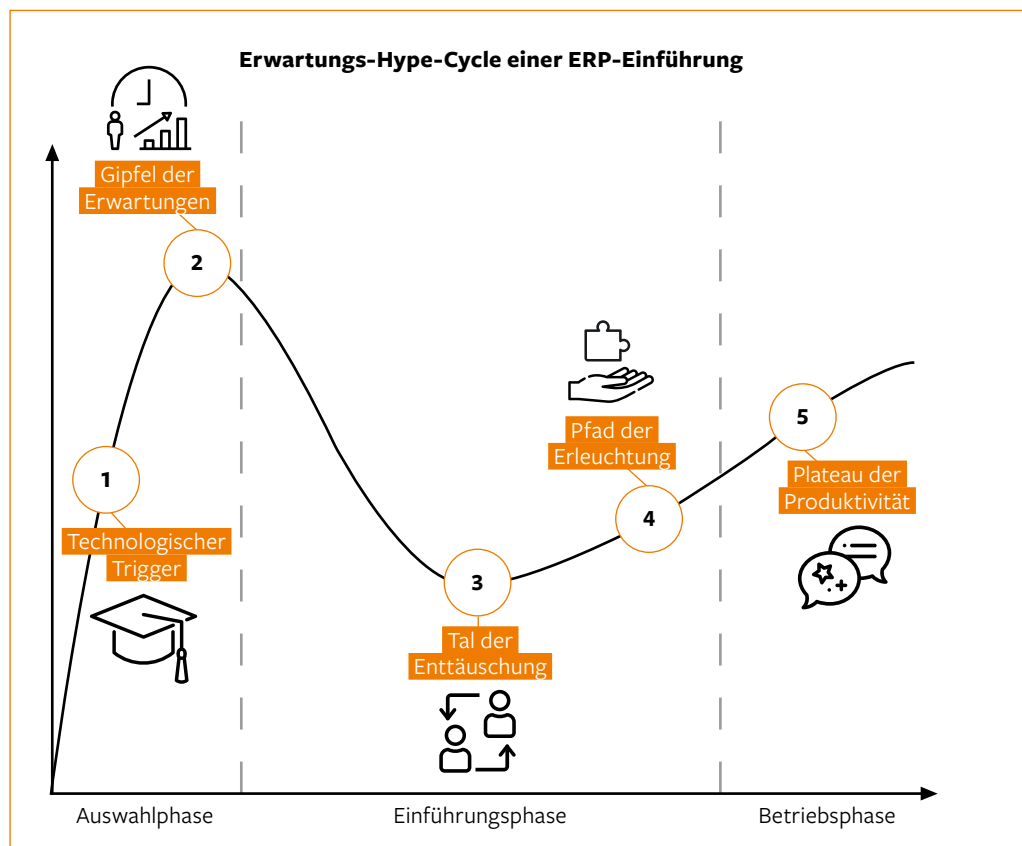 Erwartungs-Hype-Cycle einer ERP-Einführung
Gipfel der
Erwartungen
2
1
Technologischer
Trigger
3
Tal der
Enttäuschung
Pfad der
Erleuchtung
4
5
Plateau der
Produktivität
Auswahlphase
Einführungsphase
Betriebsphase